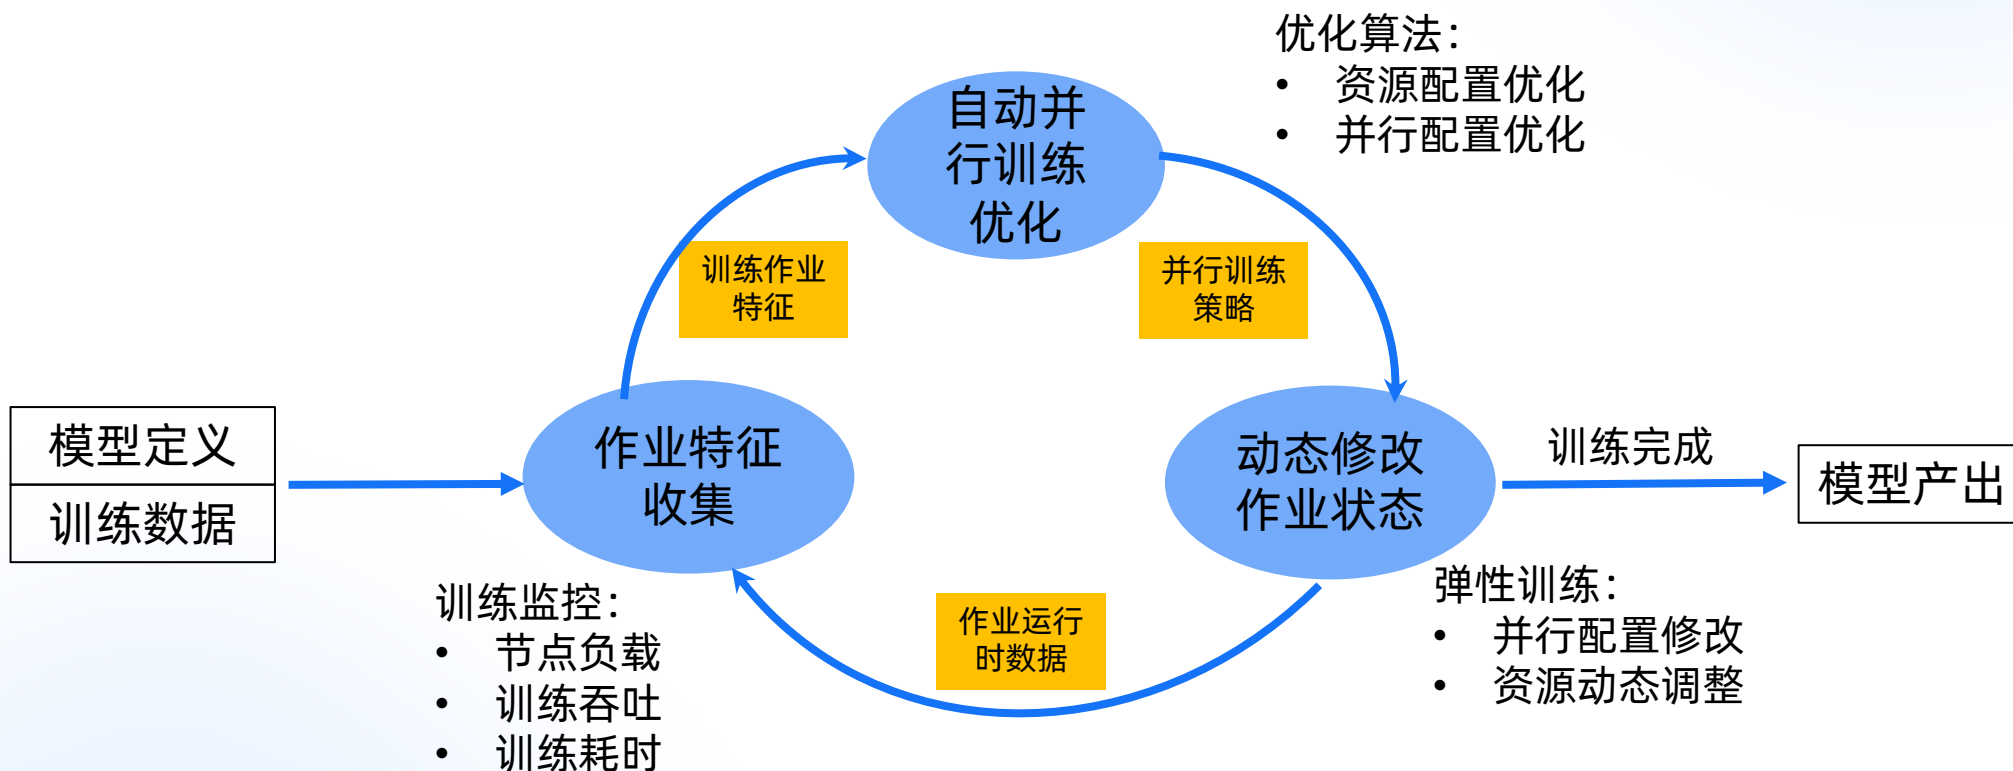 优化算法：
• 资源配置优化
• 并行配置优化
自动并
行训练
优化
训练作业
特征
并行训练
策略
模型定义
训练数据
作业特征
收集
动态修改
作业状态
训练完成
模型产出
训练监控：
• 节点负载
• 训练吞吐
• 训练耗时
作业运行
时数据
弹性训练：
• 并行配置修改
• 资源动态调整